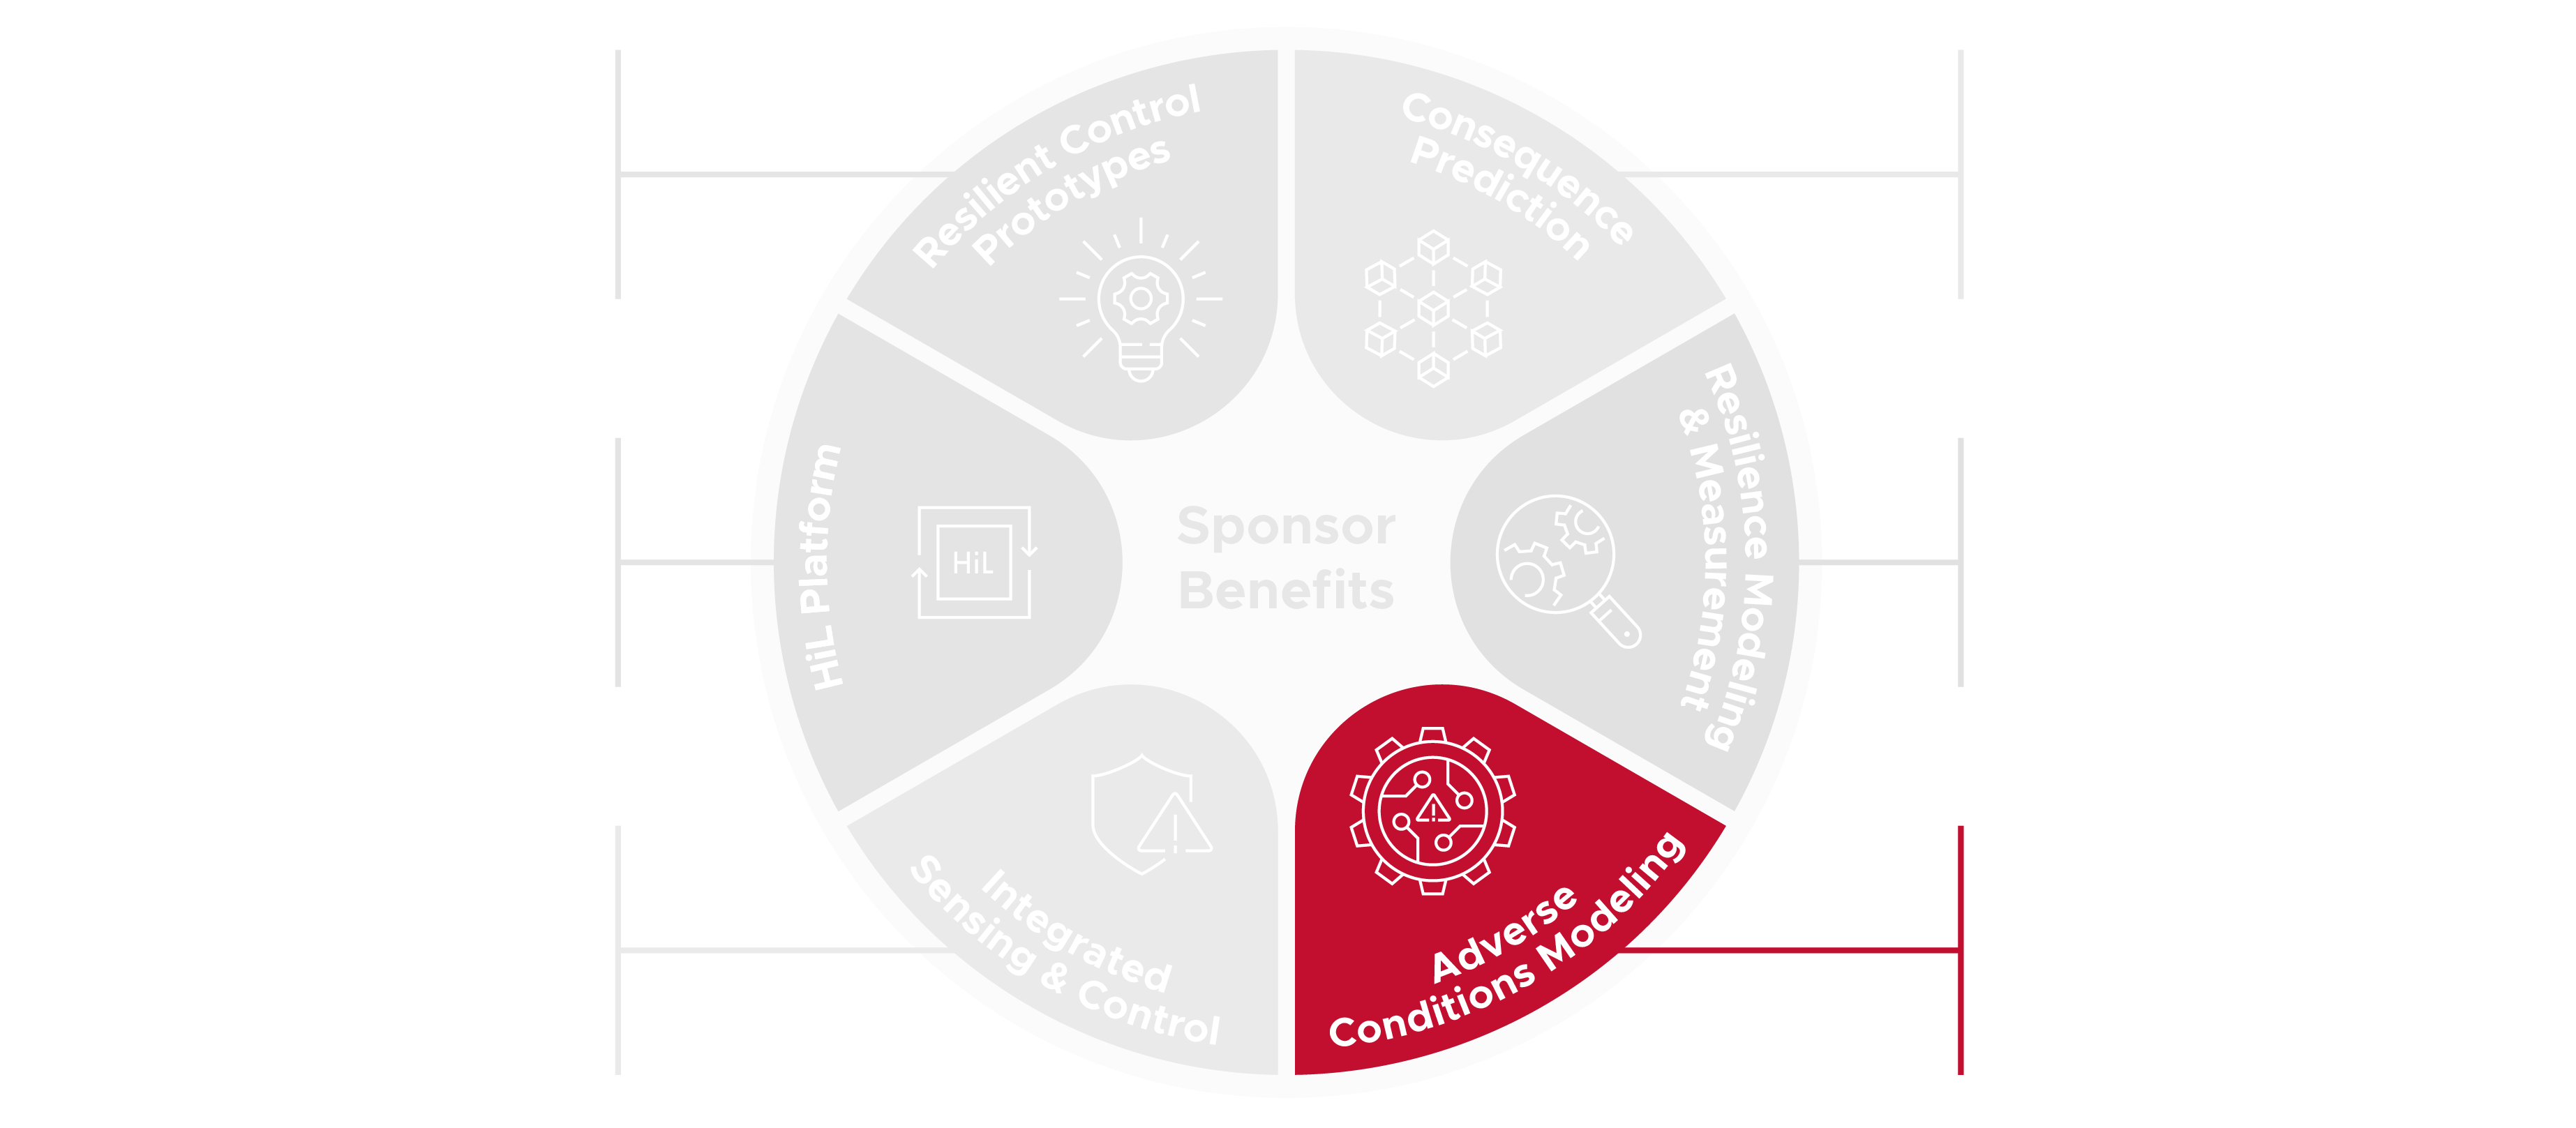 Resilient Control
Prototypes
Consequence
Prediction
Resilience Modeling
& Measurement
HiL Platform
HiL
Sponsor
Benefits
Integrated
Sensing & Control
Adverse
Conditions Modeling